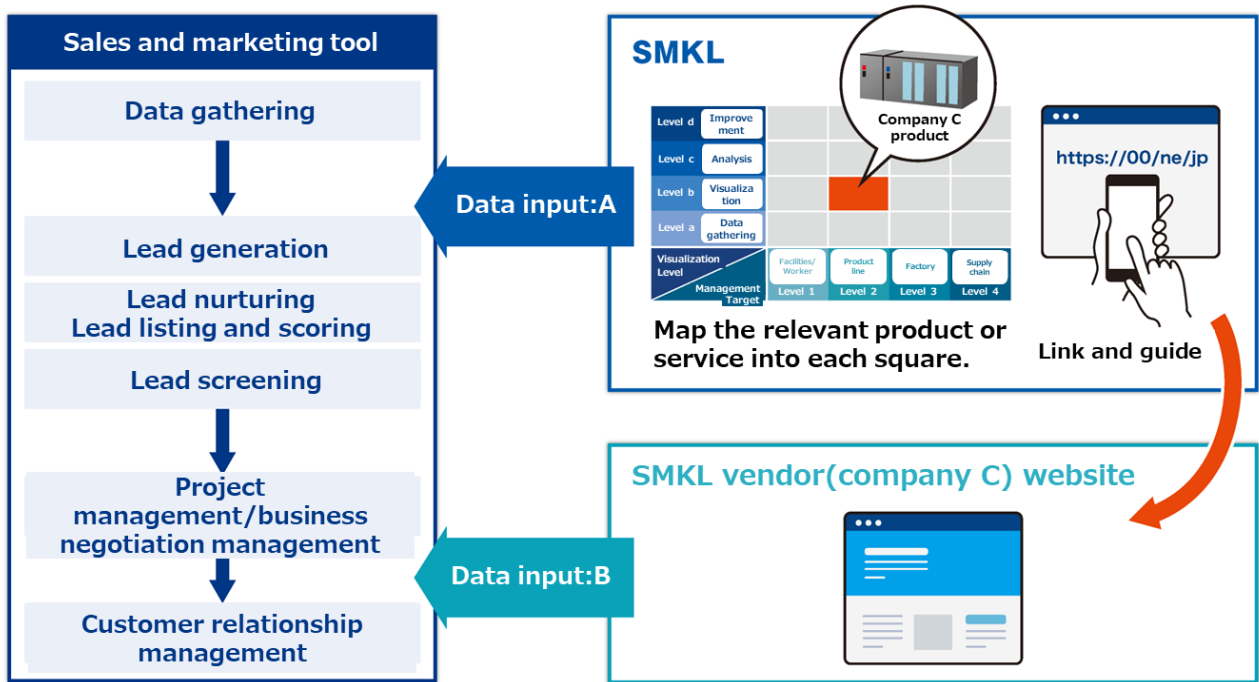 Sales and marketing tool
Data gathering
Lead generation
Lead nurturing
Lead listing and scoring
Lead screening
Project
management/business
negotiation management
Customer relationship
management
Data input:A
Data input:B
SMKL
Company C
product
Level d
Improve
ment
Level c
Analysis
Level b
Visualiza
tion
Level a
Data
gathering
Visualization
Level
Management
Target
Facilities/
Worker
Level 1
Product
line
Level 2
Factory
Level 3
Supply
chain
Level 4
Map the relevant product or
service into each square.
https://00/ne/jp
Link and guide
SMKL vendor(company C) website